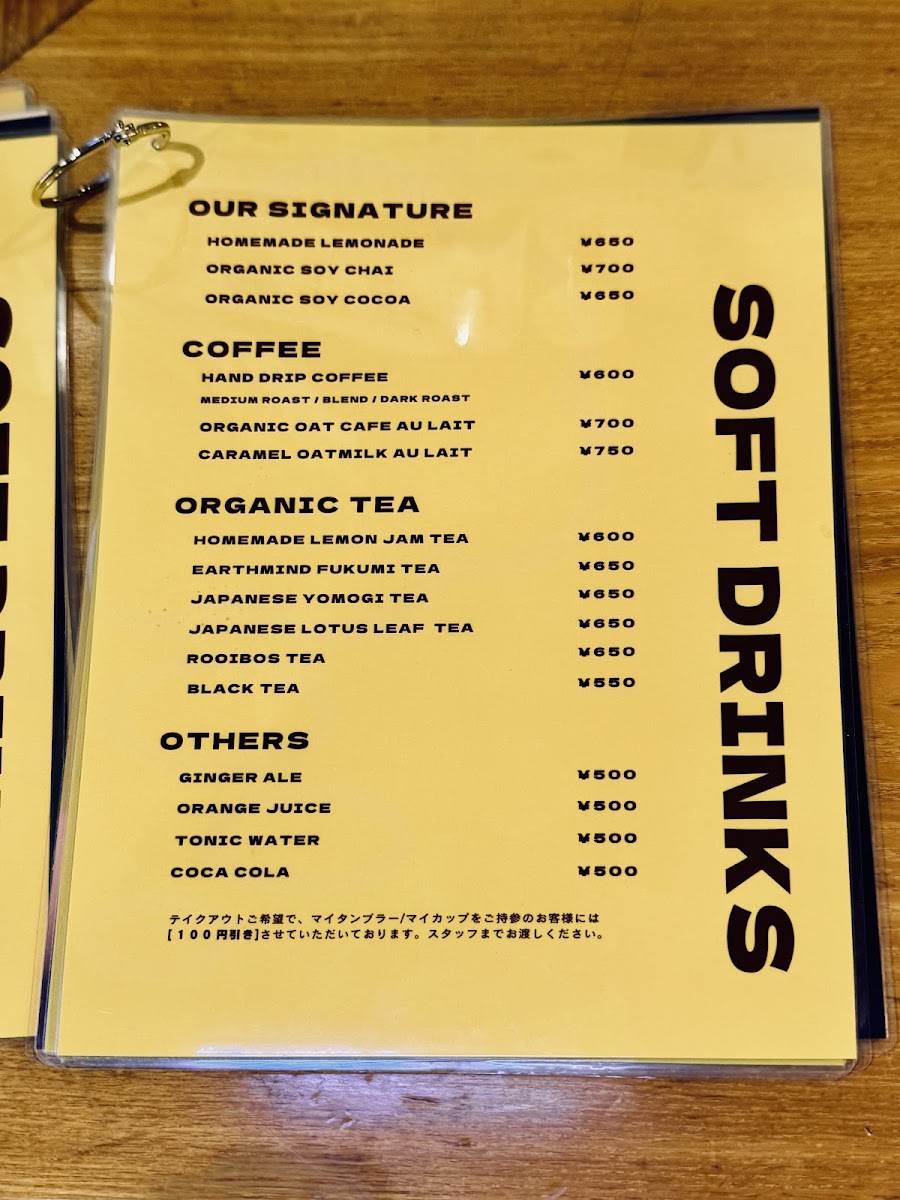 OUR SIGNATURE
HOMEMADE LEMONADE ¥650
ORGANIC SOY CHAI ¥700
ORGANIC SOY COCOA ¥650
COFFEE
HAND DRIP COFFEE ¥600
MEDIUM ROAST / BLEND / DARK ROAST
ORGANIC OAT CAFE AU LAIT ¥700
CARAMEL OATMILK AU LAIT ¥750
ORGANIC TEA
HOMEMADE LEMON JAM TEA ¥600
EARTHMIND FUKUMI TEA ¥650
JAPANESE YOMOGI TEA ¥650
JAPANESE LOTUS LEAF TEA ¥650
ROOIBOS TEA ¥650
BLACK TEA ¥550
OTHERS
GINGER ALE ¥500
ORANGE JUICE ¥500
TONIC WATER ¥500
COCA COLA ¥500
テイクアウトご希望で、マイタンブラー/マイカップをご持参のお客様には
[１００円引き]させていただいております。スタッフまでお渡しください。
SOFT DRINKS